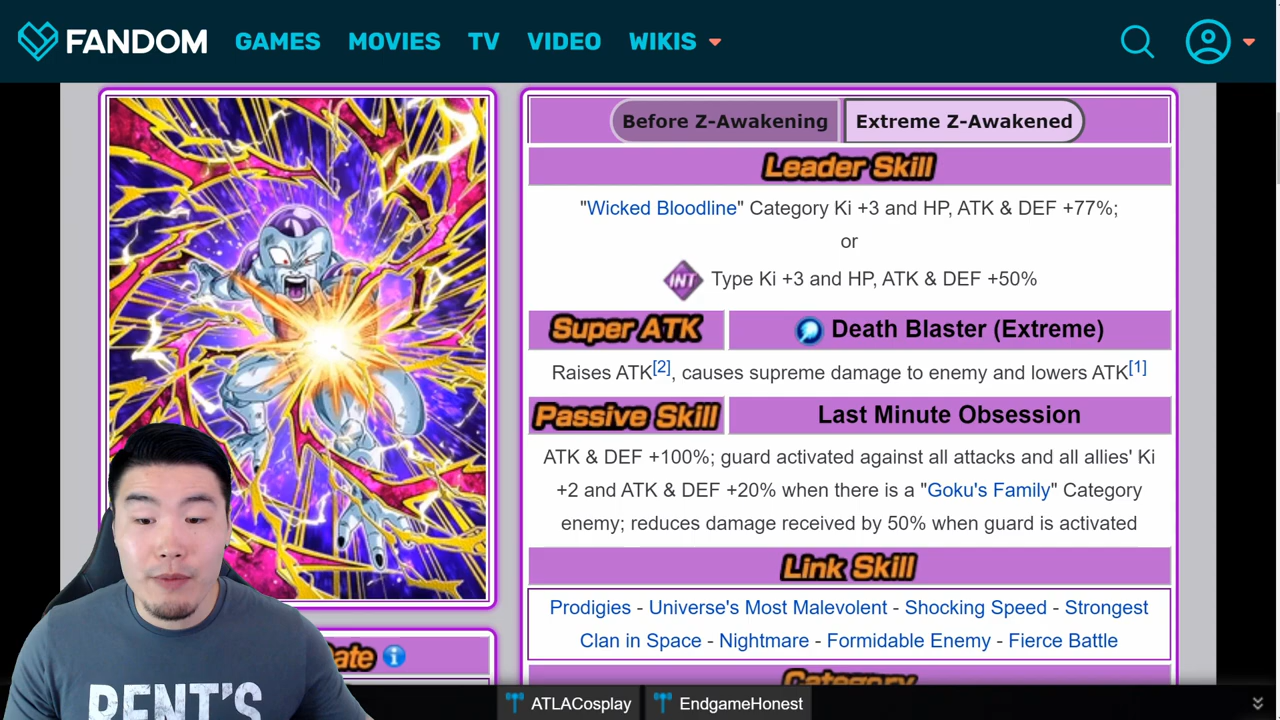 FANDOM GAMES MOVIES TV VIDEO WIKIS
Before Z-Awakening Extreme Z-Awakened
Leader Skill
"Wicked Bloodline" Category Ki +3 and HP, ATK & DEF +77%;
or
INT Type Ki +3 and HP, ATK & DEF +50%
Super ATK Death Blaster (Extreme)
Raises ATK[2], causes supreme damage to enemy and lowers ATK[1]
Passive Skill Last Minute Obsession
ATK & DEF +100%; guard activated against all attacks and all allies' Ki
+2 and ATK & DEF +20% when there is a "Goku's Family" Category
enemy; reduces damage received by 50% when guard is activated
Link Skill
Prodigies - Universe's Most Malevolent - Shocking Speed - Strongest
Clan in Space - Nightmare - Formidable Enemy - Fierce Battle
Category
ATLACosplay EndgameHonest